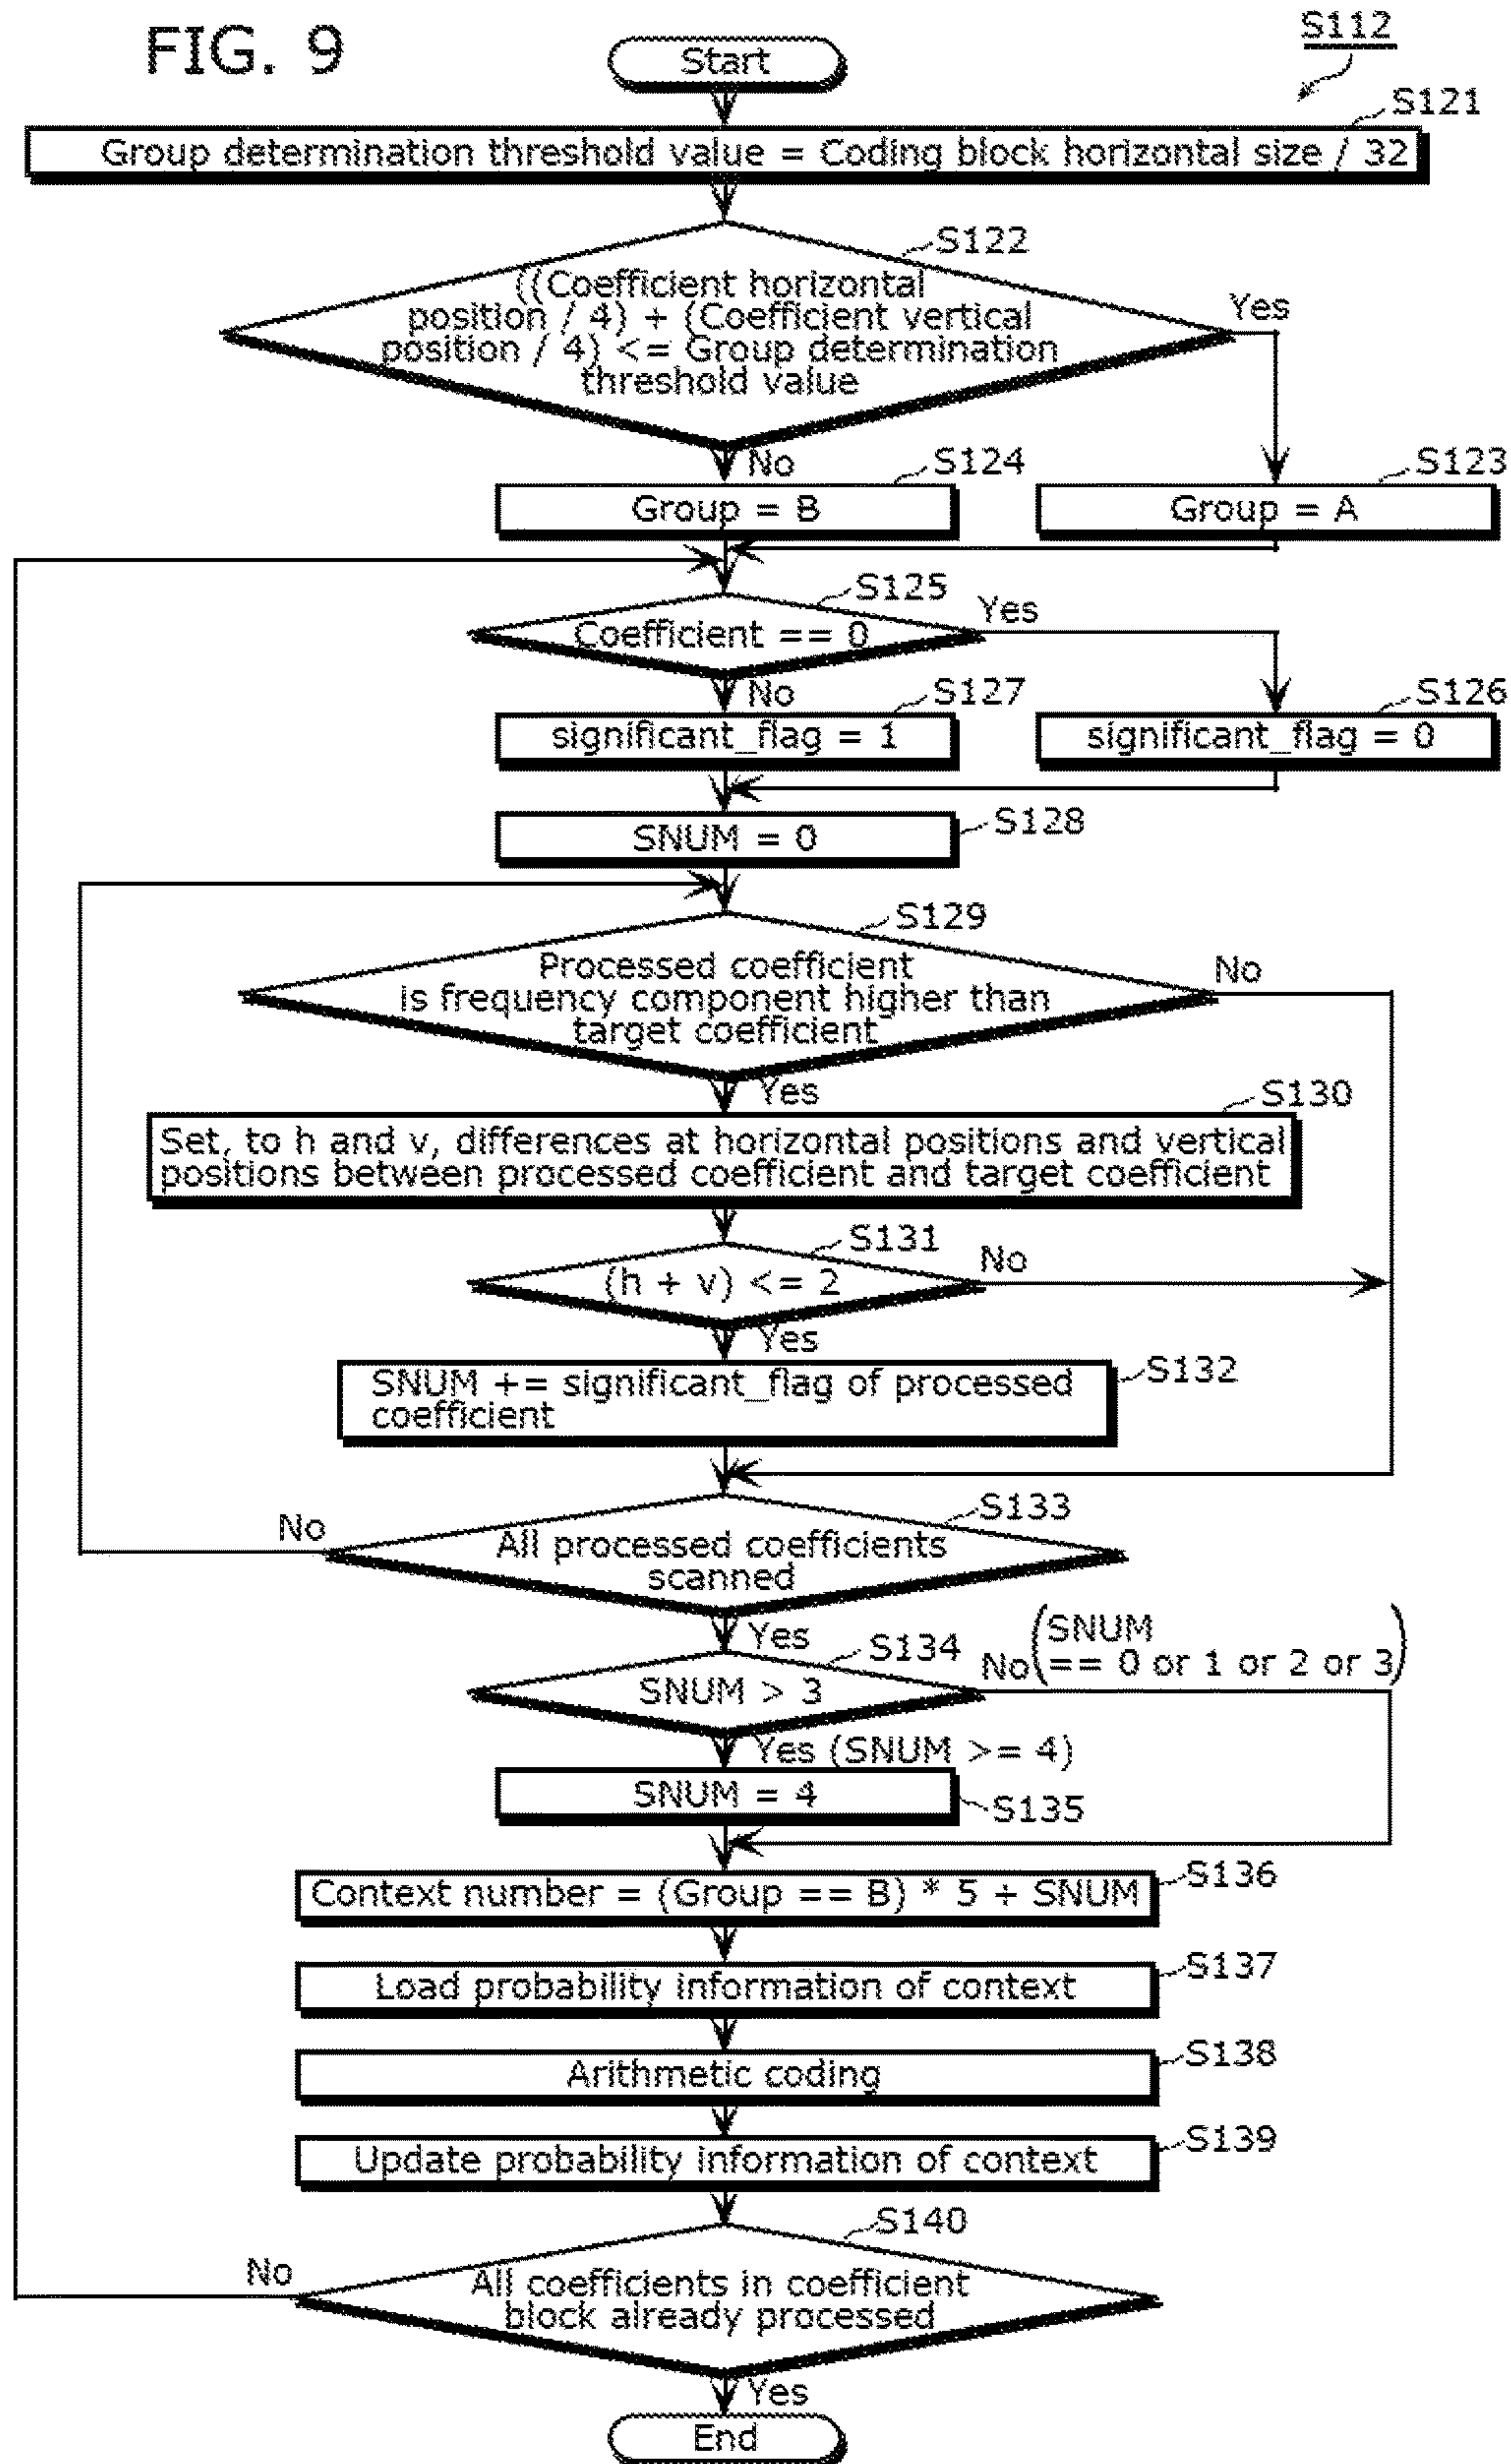 FIG. 9
S112
Start
S121
Group determination threshold value = Coding block horizontal size / 32
S122
((Coefficient horizontal
position / 4) + (Coefficient vertical
position / 4) <= Group determination
threshold value
Yes
No
S124
S123
Group = B
Group = A
S125
Yes
Coefficient == 0
No
S127
S126
significant_flag = 1
significant_flag = 0
SNUM = 0
S128
S129
Processed coefficient
is frequency component higher than
target coefficient
No
Yes
S130
Set, to h and v, differences at horizontal positions and vertical
positions between processed coefficient and target coefficient
S131
No
(h + v) <= 2
Yes
S132
SNUM += significant_flag of processed
coefficient
S133
No
All processed coefficients
scanned
Yes
S134
No (SNUM
== 0 or 1 or 2 or 3)
SNUM > 3
Yes (SNUM >= 4)
SNUM = 4
S135
S136
Context number = (Group == B) * 5 + SNUM
S137
Load probability information of context
S138
Arithmetic coding
S139
Update probability information of context
S140
No
All coefficients in coefficient
block already processed
Yes
End